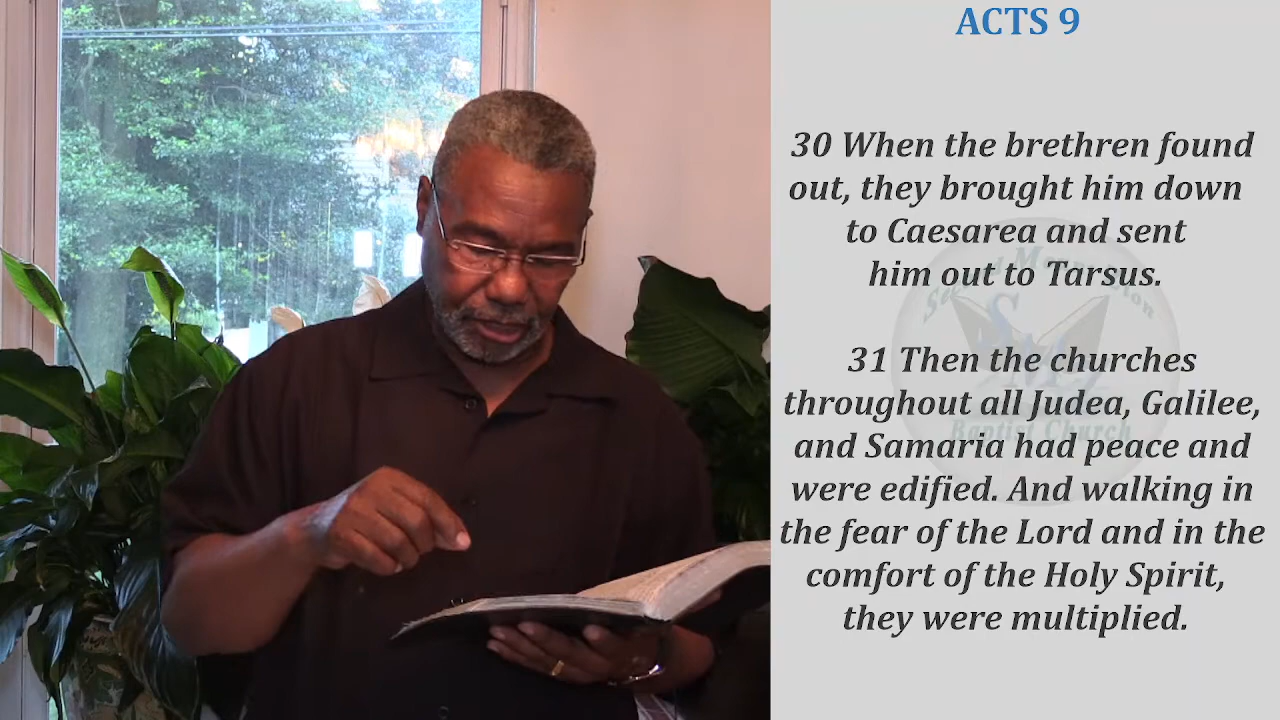 ACTS 9
30 When the brethren found
out, they brought him down
to Caesarea and sent
him out to Tarsus.
31 Then the churches
throughout all Judea, Galilee,
and Samaria had peace and
were edified. And walking in
the fear of the Lord and in the
comfort of the Holy Spirit,
they were multiplied.
Baptist Church